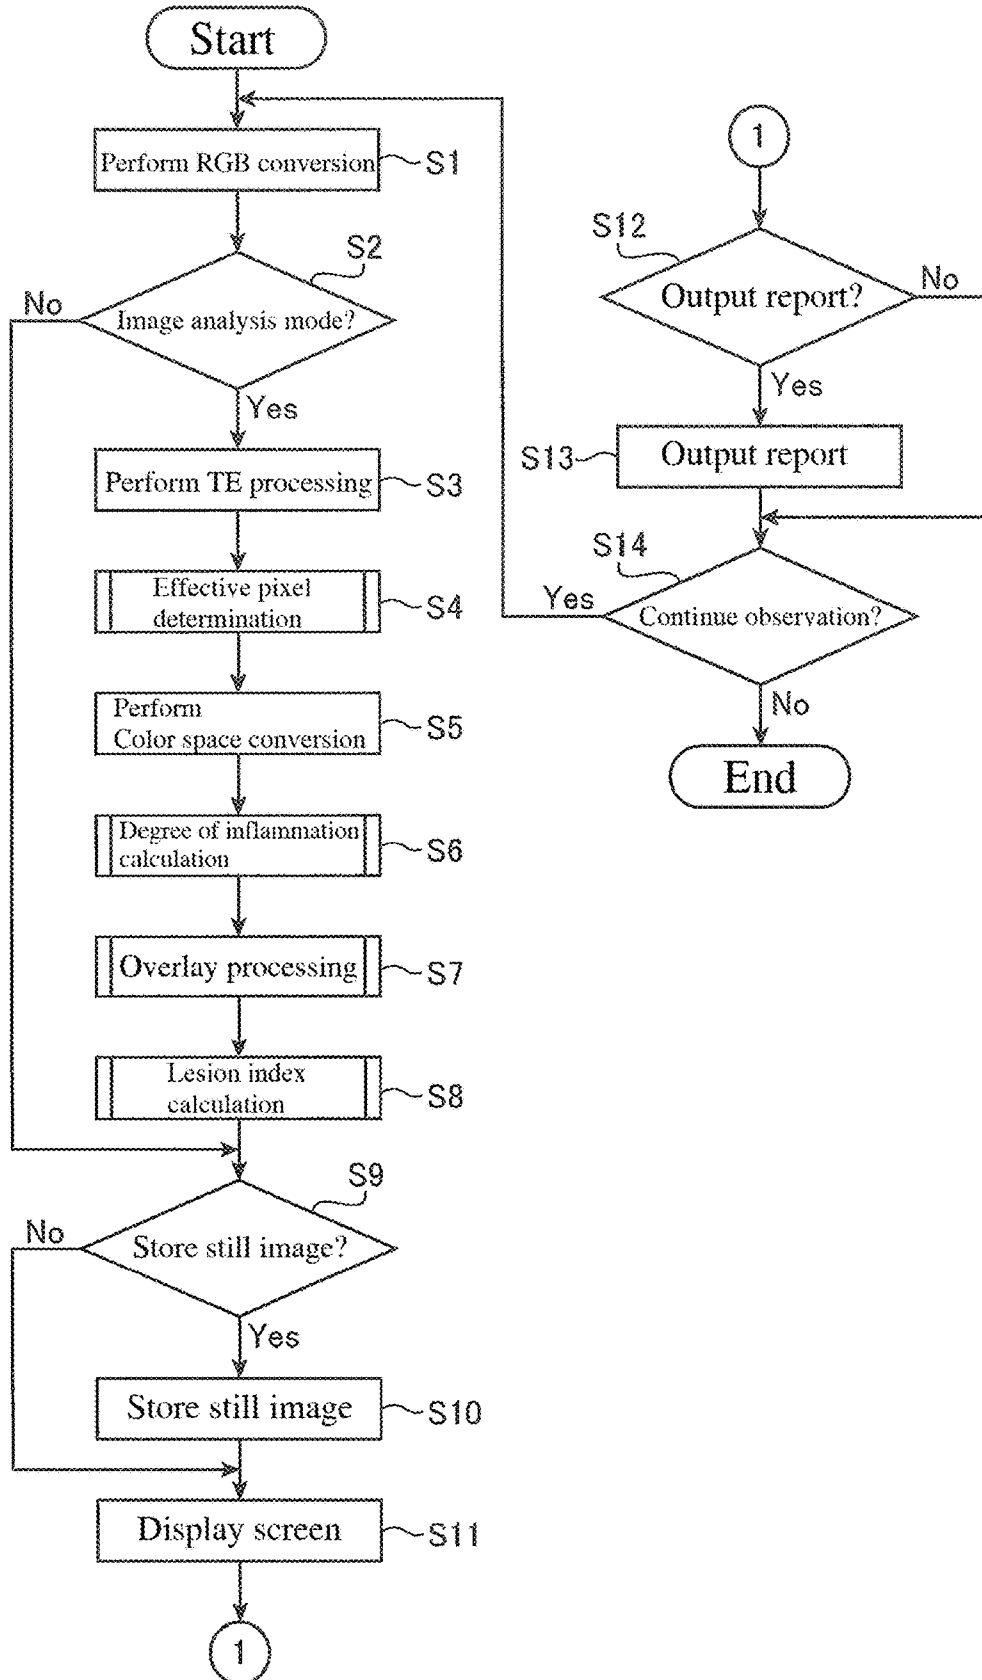 Start
Perform RGB conversion
S1
S2
No
Image analysis mode?
Yes
Perform TE processing
S3
Effective pixel
determination
S4
Perform
Color space conversion
S5
Degree of inflammation
calculation
S6
Overlay processing
S7
Lesion index
calculation
S8
S9
No
Store still image?
Yes
Store still image
S10
Display screen
S11
1
1
S12
No
Output report?
Yes
S13
Output report
S14
Yes
Continue observation?
No
End